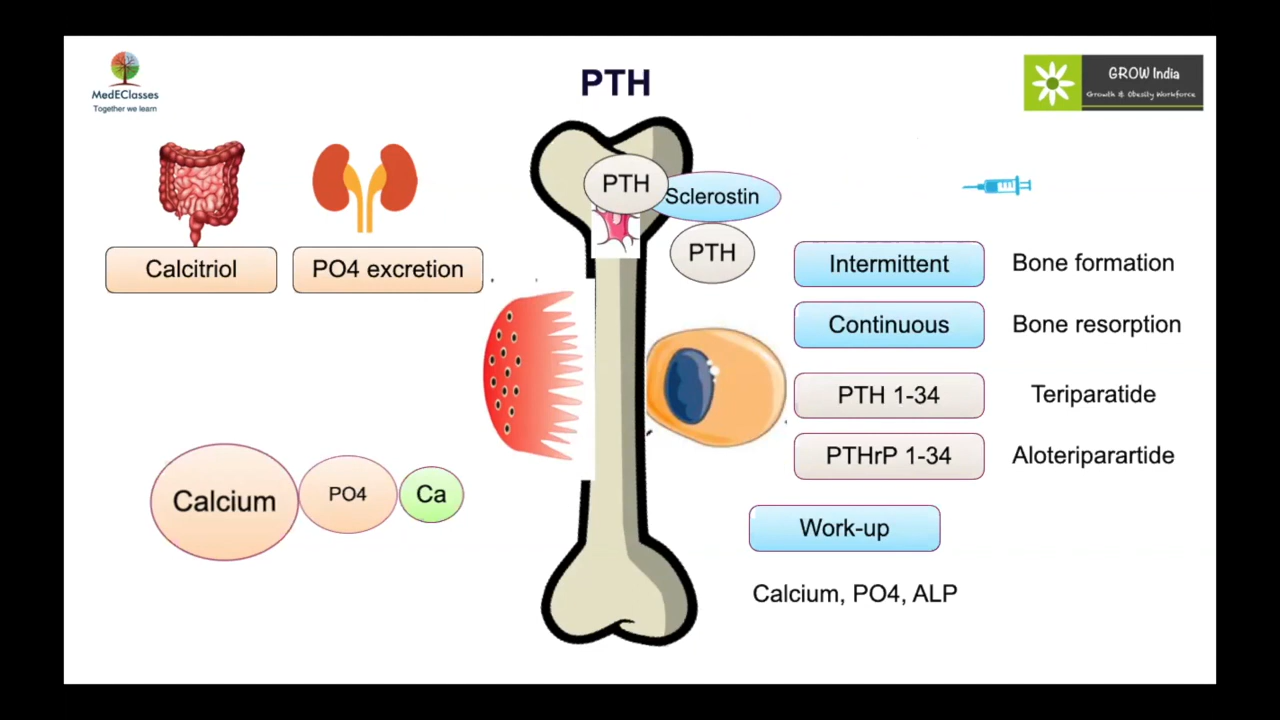 MedEClasses
Together we learn
PTH
GROW India
Growth & Obesity Workforce
Calcitriol
PO4 excretion
PTH
Sclerostin
PTH
Intermittent
Bone formation
Continuous
Bone resorption
PTH 1-34
Teriparatide
PTHrP 1-34
Aloteripartide
Calcium
PO4
Ca
Work-up
Calcium, PO4, ALP